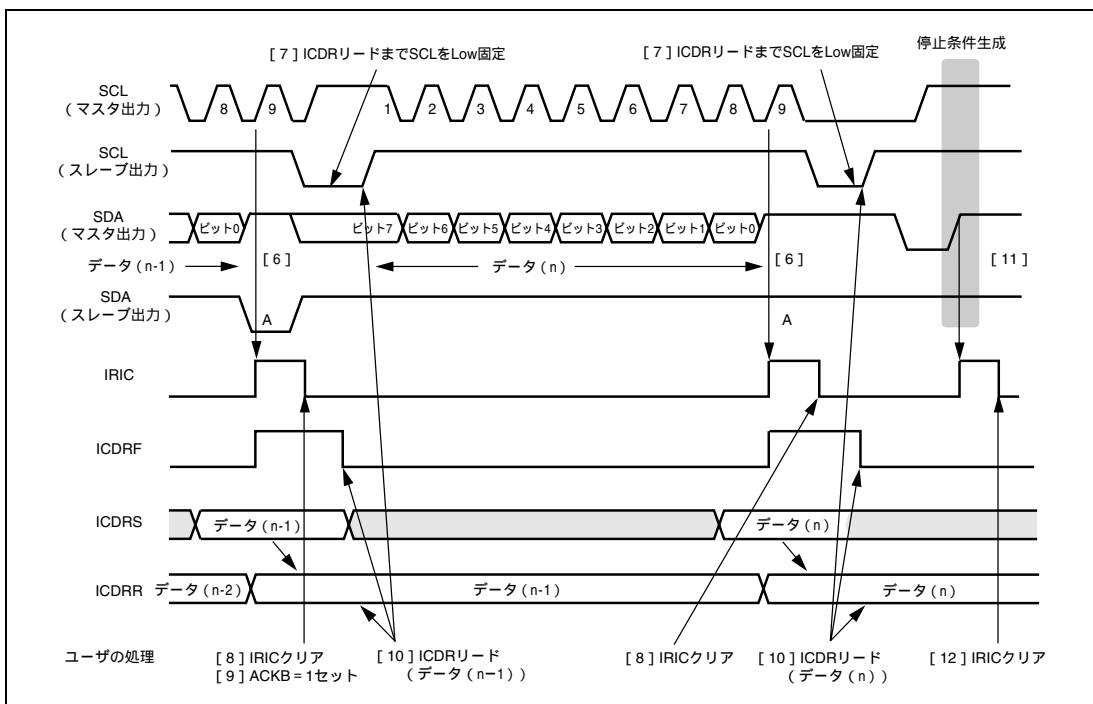 [ 7 ] ICDRリードまでSCLをLow固定
[ 7 ] ICDRリードまでSCLをLow固定
停止条件生成
SCL
（マスタ出力）
8
9
1
2
3
4
5
6
7
8
9
SCL
（スレーブ出力）
SDA
（マスタ出力）
ビット0
ビット7
ビット6
ビット5
ビット4
ビット3
ビット2
ビット1
ビット0
データ（n-1）
[ 6 ]
データ（n）
[ 6 ]
[ 11 ]
SDA
（スレーブ出力）
A
A
IRIC
ICDRF
ICDRS
データ（n-1）
データ（n）
ICDRR
データ（n-2）
データ（n-1）
データ（n）
ユーザの処理
[ 8 ] IRICクリア
[ 9 ] ACKB = 1セット
[ 10 ] ICDRリード
（データ（n−1））
[ 8 ] IRICクリア
[ 10 ] ICDRリード
（データ（n））
[ 12 ] IRICクリア